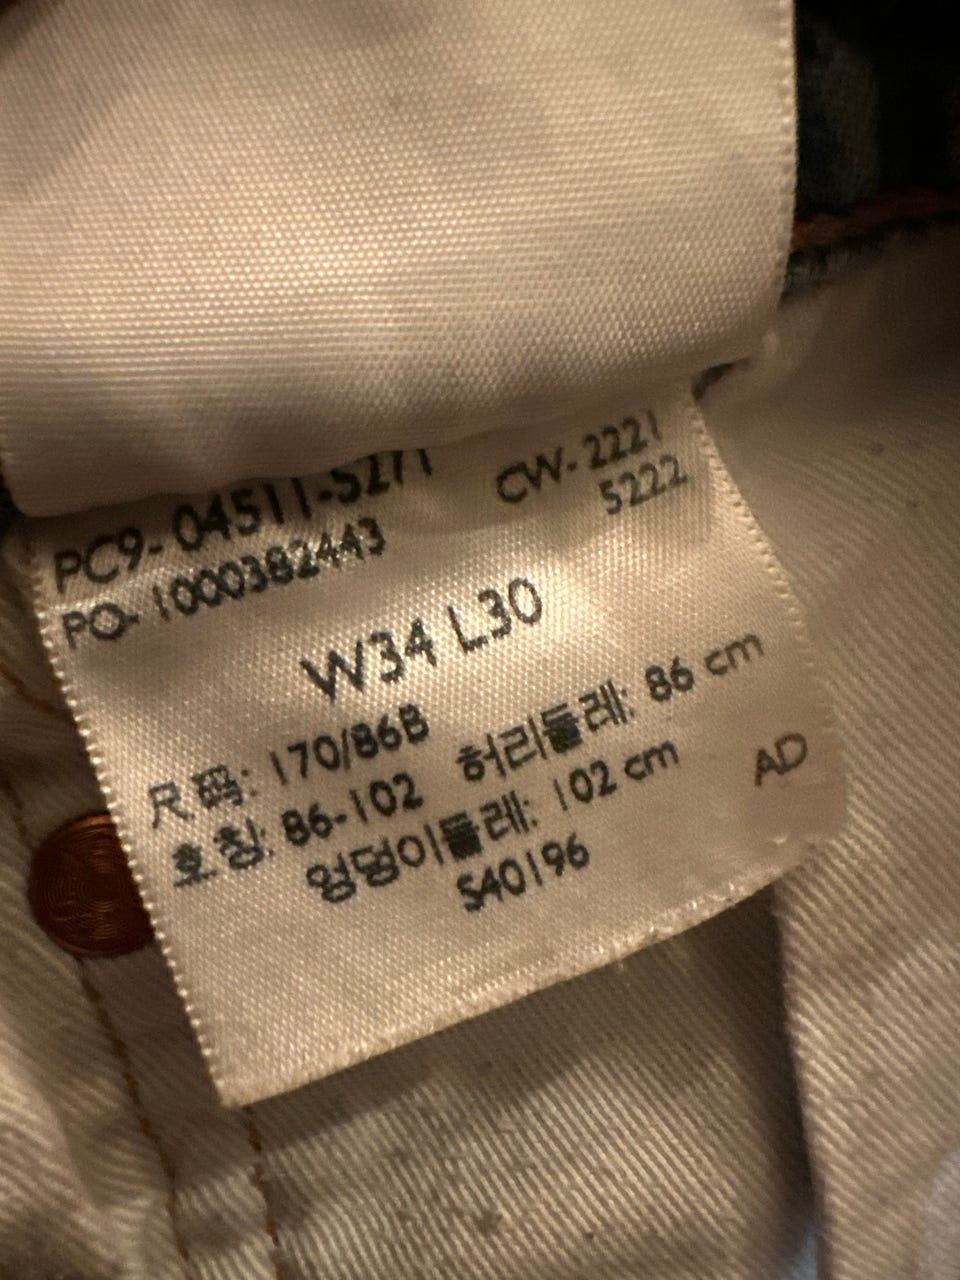 PC9-04511-5271 CW-2221
PO-1000382443 5222
W34 L30
尺码: 170/86B
호칭: 86-102 허리둘레: 86 cm
엉덩이둘레: 102 cm AD
S40196